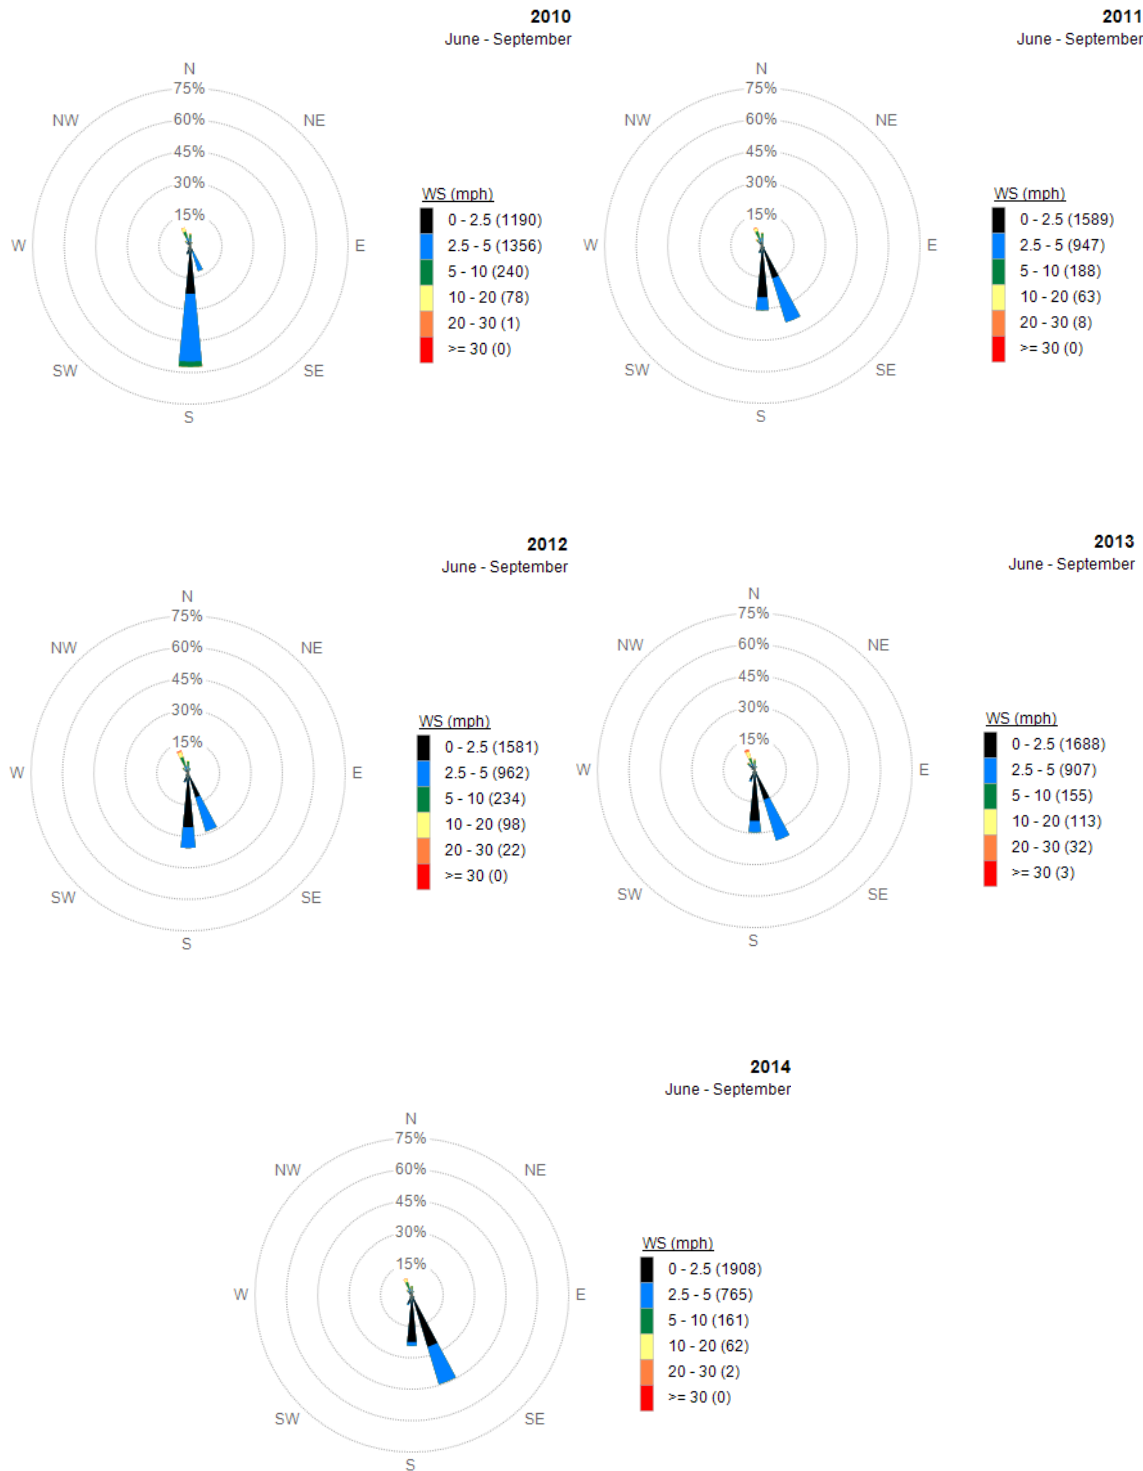 2010
June - September
N
75%
NW
NE
60%
45%
30%
15%
W
E
SW
SE
S
WS (mph)
0 - 2.5 (1190)
2.5 - 5 (1356)
5 - 10 (240)
10 - 20 (78)
20 - 30 (1)
>= 30 (0)
2011
June - September
N
75%
NW
NE
60%
45%
30%
15%
W
E
SW
SE
S
WS (mph)
0 - 2.5 (1589)
2.5 - 5 (947)
5 - 10 (188)
10 - 20 (63)
20 - 30 (8)
>= 30 (0)
2012
June - September
N
75%
NW
NE
60%
45%
30%
15%
W
E
SW
SE
S
WS (mph)
0 - 2.5 (1581)
2.5 - 5 (962)
5 - 10 (234)
10 - 20 (98)
20 - 30 (22)
>= 30 (0)
2013
June - September
N
75%
NW
NE
60%
45%
30%
15%
W
E
SW
SE
S
WS (mph)
0 - 2.5 (1688)
2.5 - 5 (907)
5 - 10 (155)
10 - 20 (113)
20 - 30 (32)
>= 30 (3)
2014
June - September
N
75%
NW
NE
60%
45%
30%
15%
W
E
SW
SE
S
WS (mph)
0 - 2.5 (1908)
2.5 - 5 (765)
5 - 10 (161)
10 - 20 (62)
20 - 30 (2)
>= 30 (0)